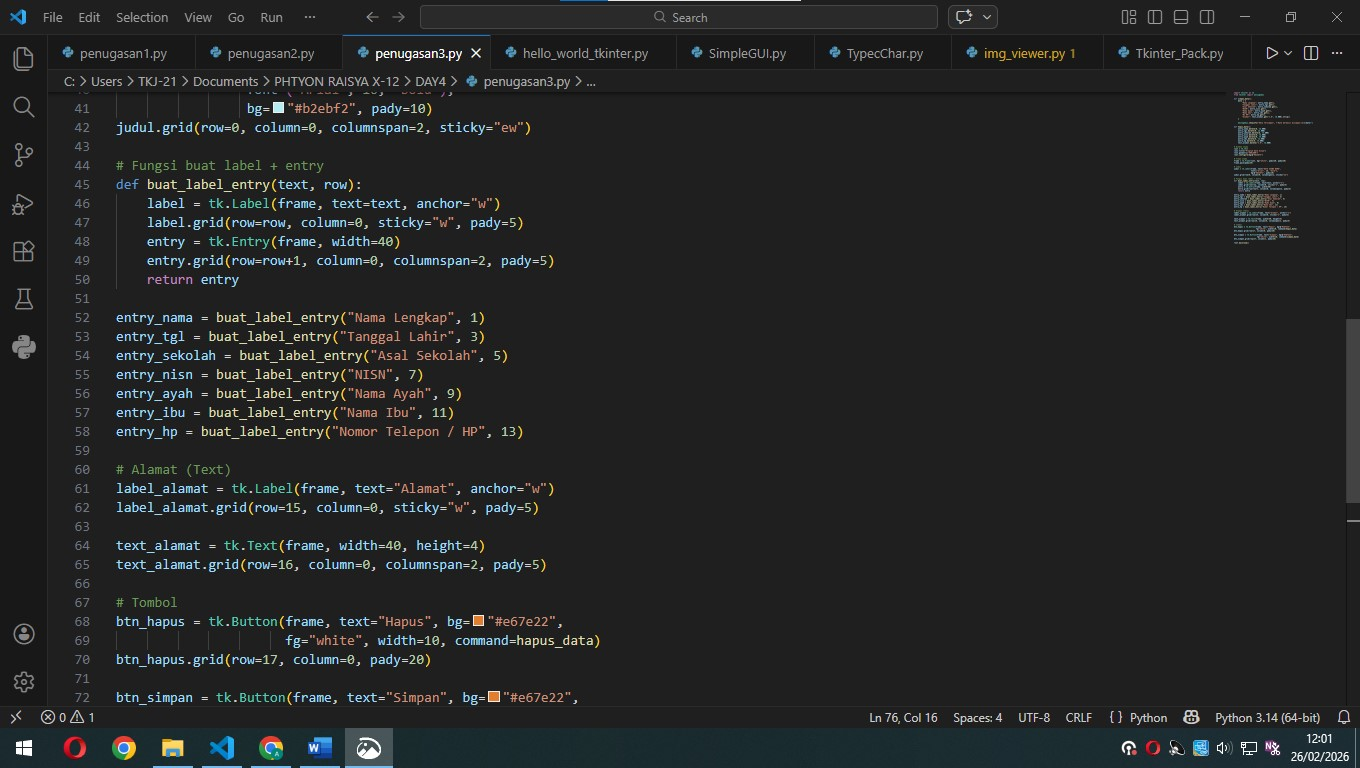 File Edit Selection View Go Run ··· Search
penugasan1.py penugasan2.py penugasan3.py hello_world_tkinter.py SimpleGUI.py TypecChar.py img_viewer.py 1 Tkinter_Pack.py
C: > Users > TKJ-21 > Documents > PHTYON RAISYA X-12 > DAY4 > penugasan3.py > ...
41 bg="#b2ebf2", pady=10)
42 judul.grid(row=0, column=0, columnspan=2, sticky="ew")
43
44 # Fungsi buat label + entry
45 def buat_label_entry(text, row):
46 label = tk.Label(frame, text=text, anchor="w")
47 label.grid(row=row, column=0, sticky="w", pady=5)
48 entry = tk.Entry(frame, width=40)
49 entry.grid(row=row+1, column=0, columnspan=2, pady=5)
50 return entry
51
52 entry_nama = buat_label_entry("Nama Lengkap", 1)
53 entry_tgl = buat_label_entry("Tanggal Lahir", 3)
54 entry_sekolah = buat_label_entry("Asal Sekolah", 5)
55 entry_nisn = buat_label_entry("NISN", 7)
56 entry_ayah = buat_label_entry("Nama Ayah", 9)
57 entry_ibu = buat_label_entry("Nama Ibu", 11)
58 entry_hp = buat_label_entry("Nomor Telepon / HP", 13)
59
60 # Alamat (Text)
61 label_alamat = tk.Label(frame, text="Alamat", anchor="w")
62 label_alamat.grid(row=15, column=0, sticky="w", pady=5)
63
64 text_alamat = tk.Text(frame, width=40, height=4)
65 text_alamat.grid(row=16, column=0, columnspan=2, pady=5)
66
67 # Tombol
68 btn_hapus = tk.Button(frame, text="Hapus", bg="#e67e22",
69 fg="white", width=10, command=hapus_data)
70 btn_hapus.grid(row=17, column=0, pady=20)
71
72 btn_simpan = tk.Button(frame, text="Simpan", bg="#e67e22",
0 1 Ln 76, Col 16 Spaces: 4 UTF-8 CRLF { } Python Python 3.14 (64-bit)
12:01
26/02/2026